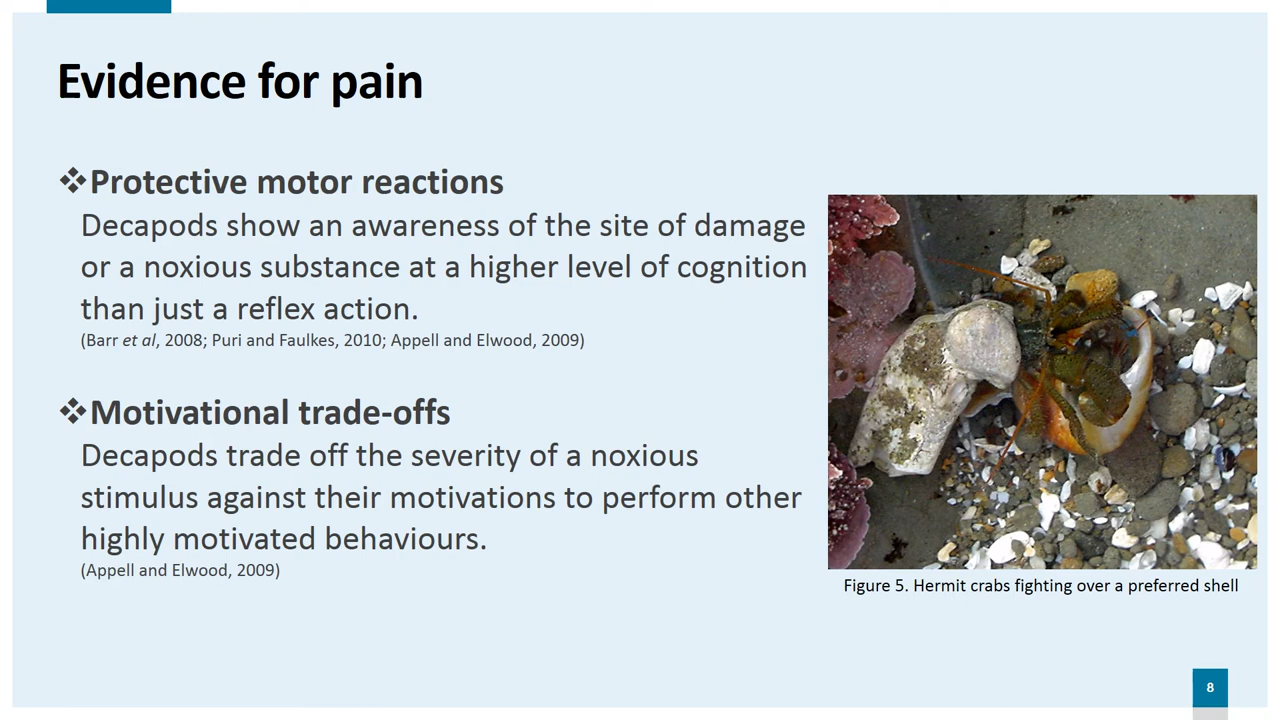 Evidence for pain
❖Protective motor reactions
Decapods show an awareness of the site of damage
or a noxious substance at a higher level of cognition
than just a reflex action.
(Barr et al, 2008; Puri and Faulkes, 2010; Appell and Elwood, 2009)
❖Motivational trade-offs
Decapods trade off the severity of a noxious
stimulus against their motivations to perform other
highly motivated behaviours.
(Appell and Elwood, 2009)
Figure 5. Hermit crabs fighting over a preferred shell
8